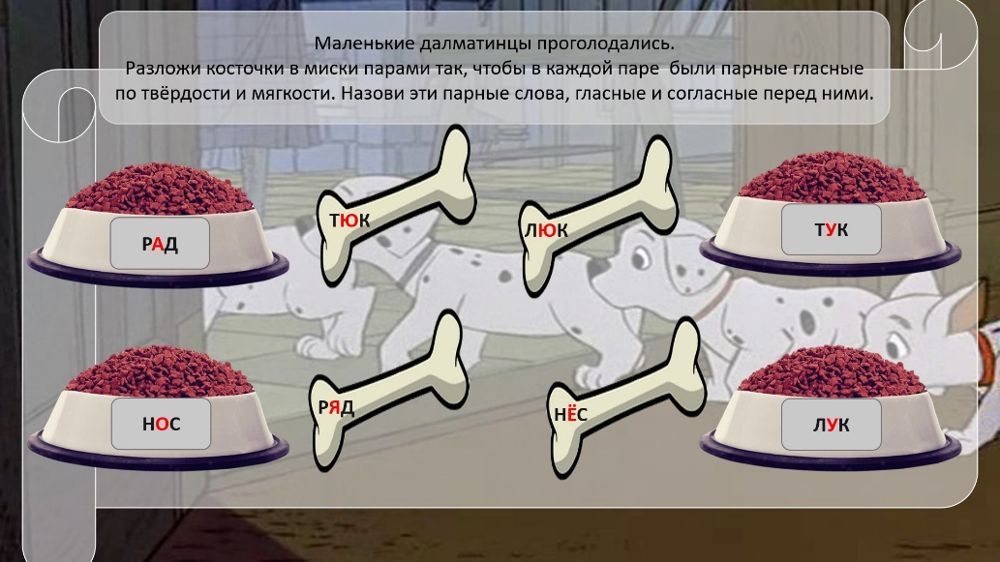 Маленькие далматинцы проголодались.
Разложи косточки в миски парами так, чтобы в каждой паре были парные гласные
по твёрдости и мягкости. Назови эти парные слова, гласные и согласные перед ними.
РАД
ТЮК
ЛЮК
ТУК
НОС
РЯД
НЁС
ЛУК